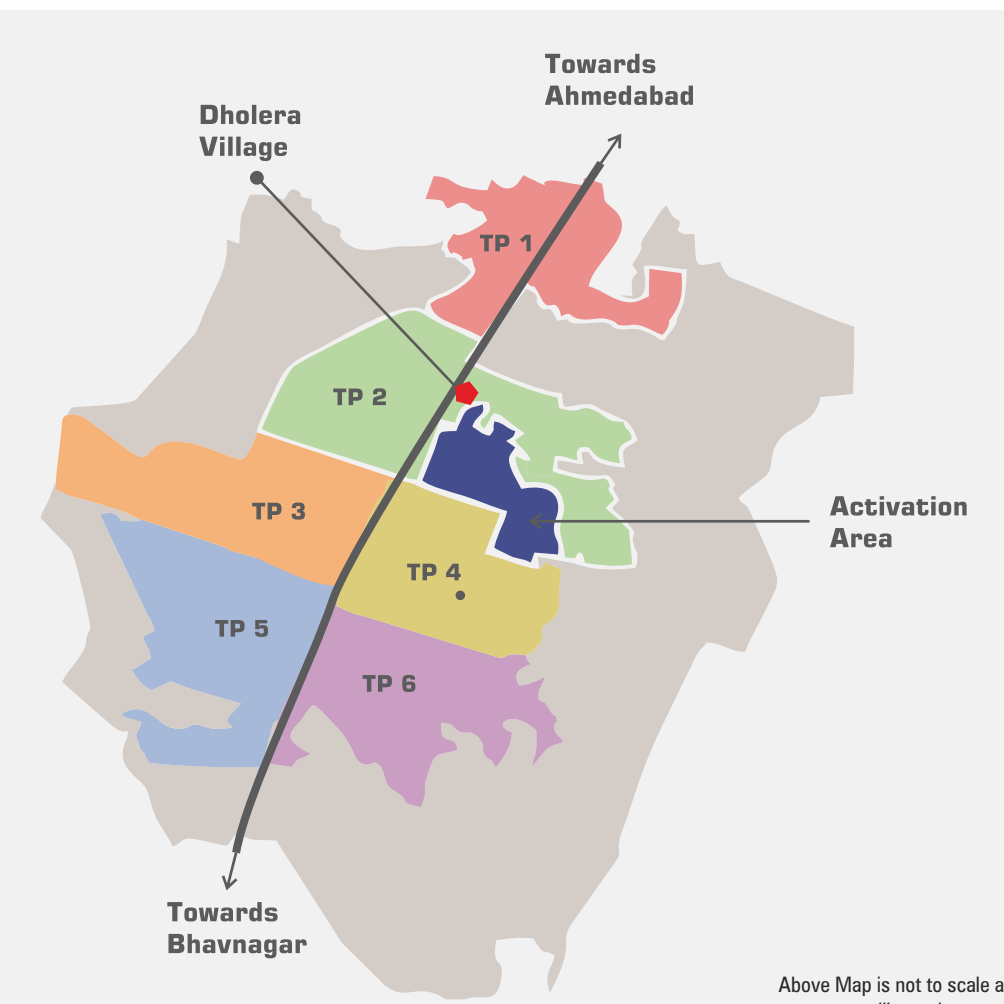 Towards
Ahmedabad
Dholera
Village
TP 1
TP 2
TP 3
Activation
Area
TP 4
TP 5
TP 6
Towards
Bhavnagar
Above Map is not to scale a